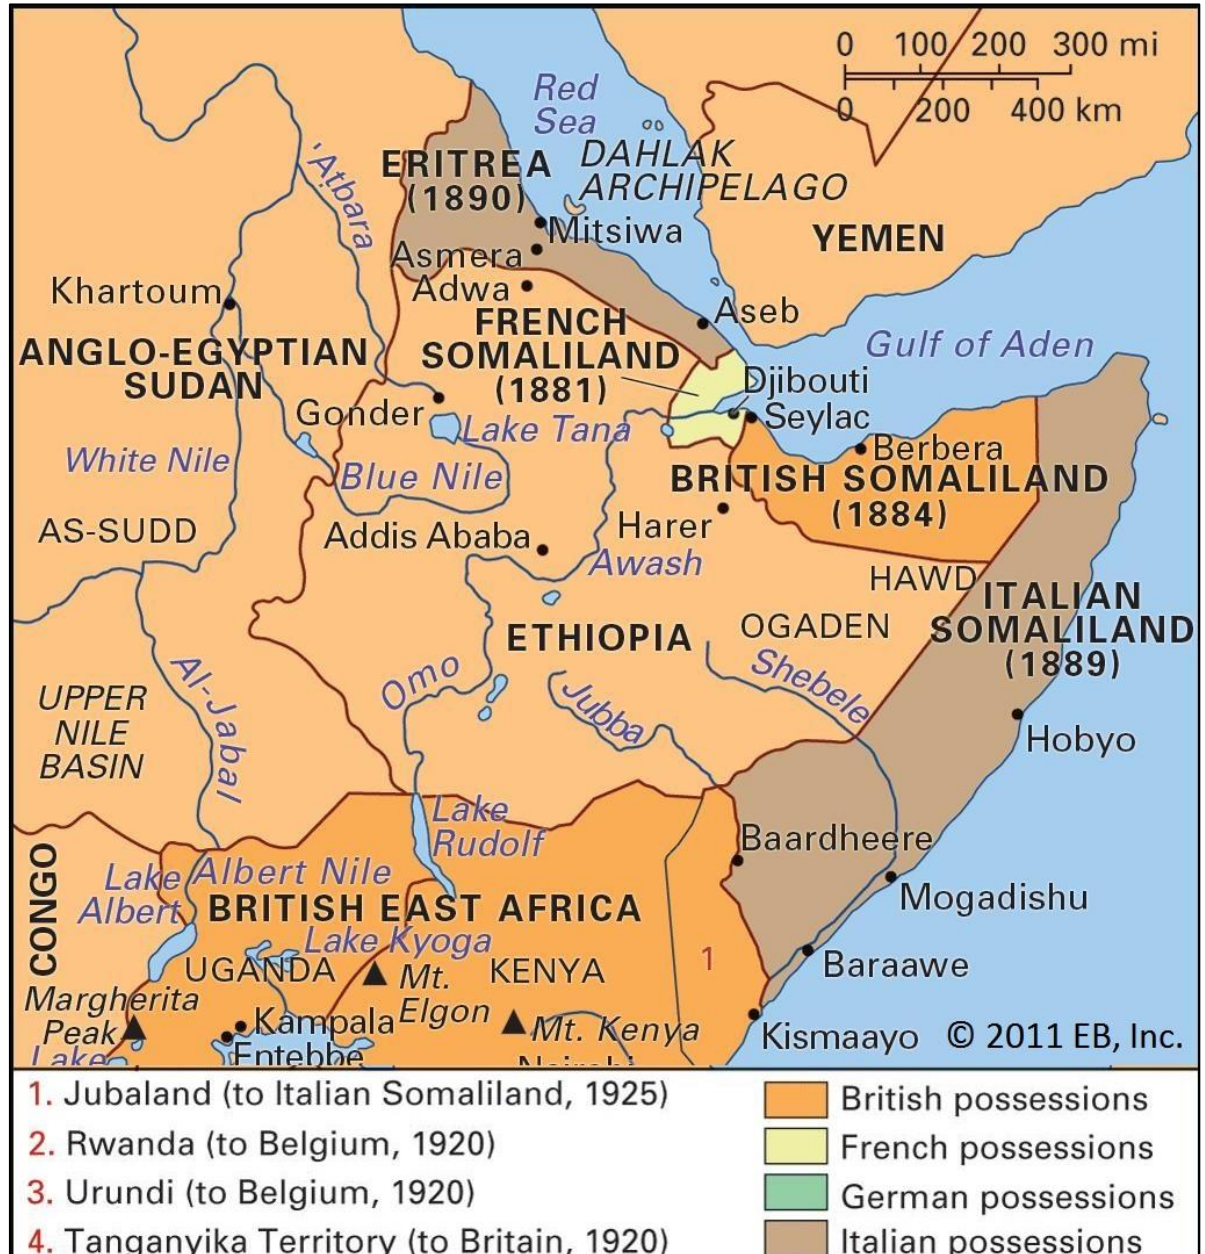 0 100 200 300 mi
0 200 400 km
Red
Sea
DAHLAK
ARCHIPELAGO
'Aṭbara
ERITREA
(1890)
Mitsiwa
YEMEN
Asmera
Adwa
Khartoum
Aseb
FRENCH
SOMALILAND
(1881)
Gulf of Aden
ANGLO-EGYPTIAN
SUDAN
Djibouti
Seylac
Gonder
Lake Tana
Berbera
White Nile
Blue Nile
BRITISH SOMALILAND
(1884)
AS-SUDD
Addis Ababa
Harer
Awash
HAWD
ITALIAN
SOMALILAND
(1889)
ETHIOPIA
OGADEN
Shebele
Omo
Jubba
Al-Jabal
UPPER
NILE
BASIN
Hobyo
Lake
Rudolf
Baardheere
CONGO
Lake
Albert
Albert Nile
BRITISH EAST AFRICA
Mogadishu
Lake Kyoga
UGANDA
Mt.
Elgon
KENYA
1
Baraawe
Margherita
Peak
Kampala
Mt. Kenya
Kismaayo
© 2011 EB, Inc.
Lake
Entebbe
Nairobi
1. Jubaland (to Italian Somaliland, 1925)
2. Rwanda (to Belgium, 1920)
3. Urundi (to Belgium, 1920)
4. Tanganyika Territory (to Britain, 1920)
British possessions
French possessions
German possessions
Italian possessions